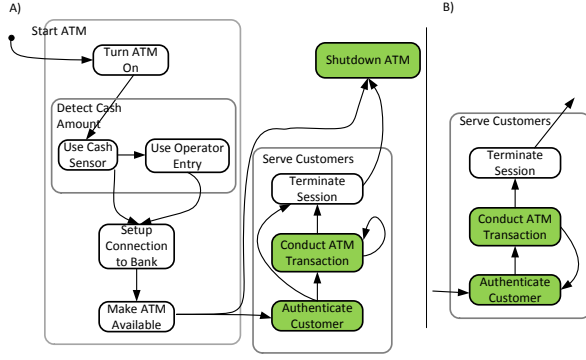 A)
Start ATM
Turn ATM
On
Detect Cash
Amount
Use Cash
Sensor
Use Operator
Entry
Setup
Connection
to Bank
Make ATM
Available
Shutdown ATM
Serve Customers
Terminate
Session
Conduct ATM
Transaction
Authenticate
Customer
B)
Serve Customers
Terminate
Session
Conduct ATM
Transaction
Authenticate
Customer